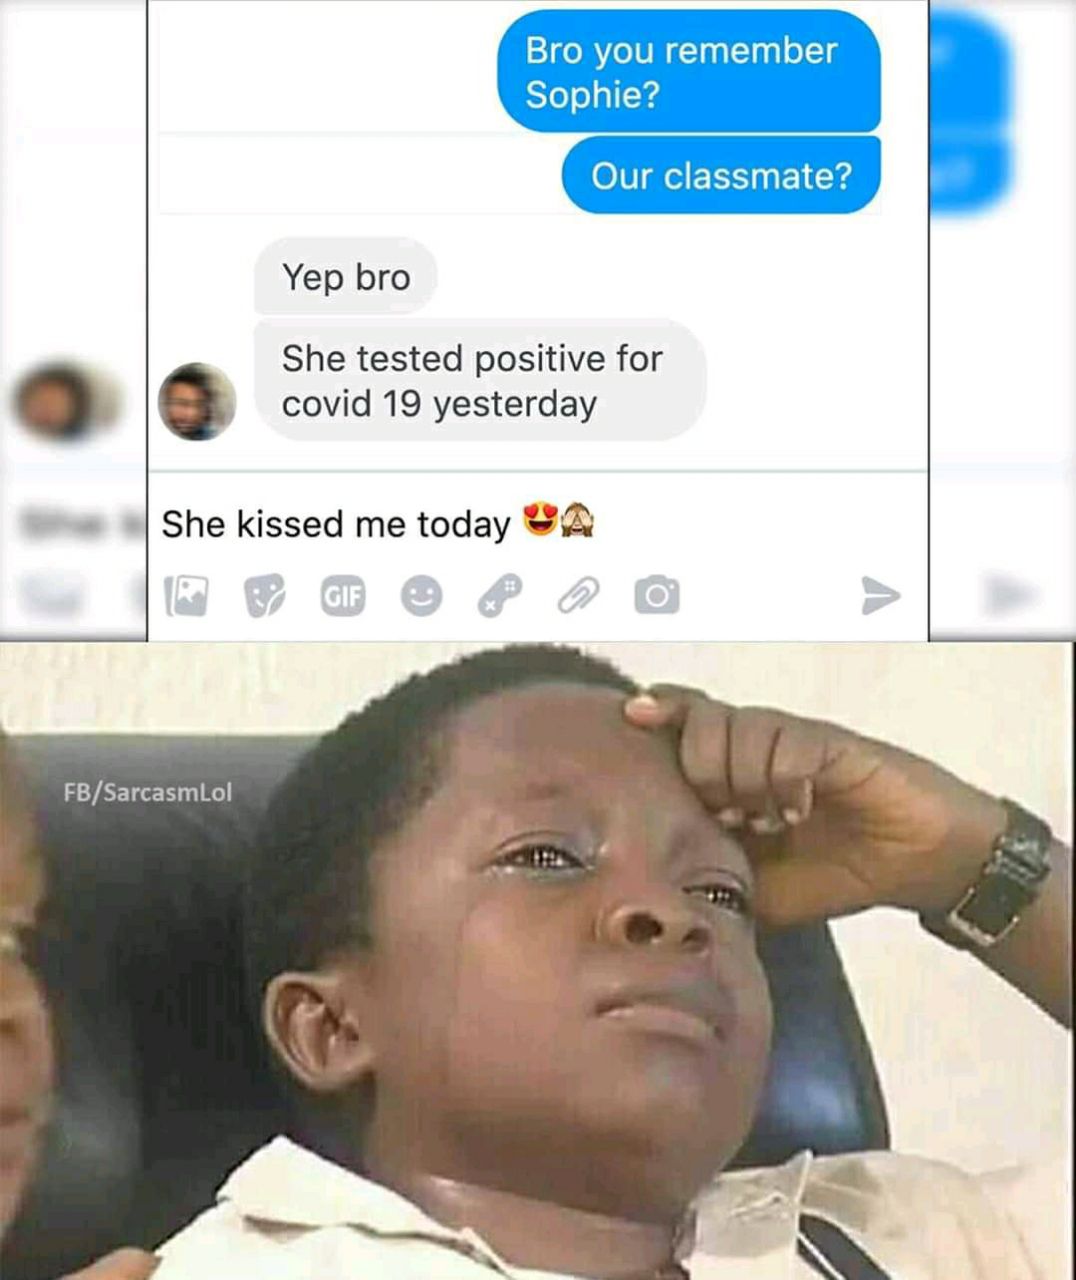 Bro you remember
Sophie?
Our classmate?
Yep bro
She tested positive for
covid 19 yesterday
She kissed me today 😍🙈
GIF
FB/SarcasmLol